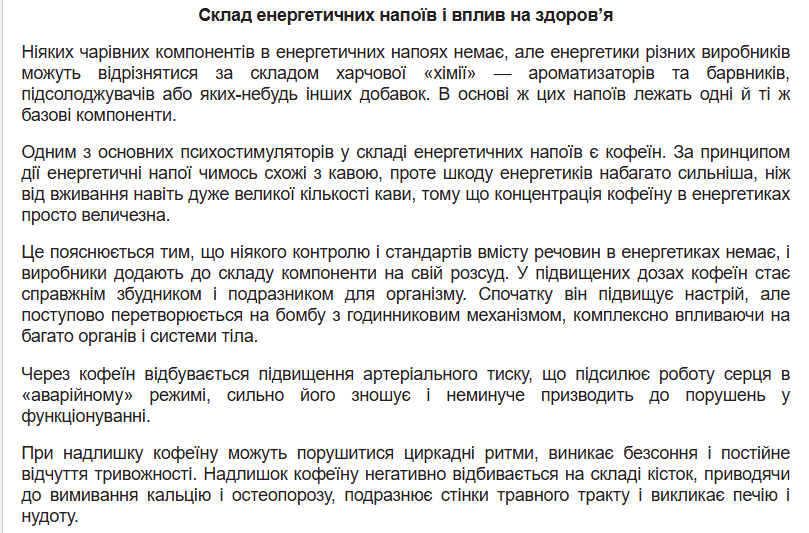 Склад енергетичних напоїв і вплив на здоров’я
Ніяких чарівних компонентів в енергетичних напоях немає, але енергетики різних виробників
можуть відрізнятися за складом харчової «хімії» — ароматизаторів та барвників,
підсолоджувачів або яких-небудь інших добавок. В основі ж цих напоїв лежать одні й ті ж
базові компоненти.
Одним з основних психостимуляторів у складі енергетичних напоїв є кофеїн. За принципом
дії енергетичні напої чимось схожі з кавою, проте шкоду енергетиків набагато сильніша, ніж
від вживання навіть дуже великої кількості кави, тому що концентрація кофеїну в енергетиках
просто величезна.
Це пояснюється тим, що ніякого контролю і стандартів вмісту речовин в енергетиках немає, і
виробники додають до складу компоненти на свій розсуд. У підвищених дозах кофеїн стає
справжнім збудником і подразником для організму. Спочатку він підвищує настрій, але
поступово перетворюється на бомбу з годинниковим механізмом, комплексно впливаючи на
багато органів і системи тіла.
Через кофеїн відбувається підвищення артеріального тиску, що підсилює роботу серця в
«аварійному» режимі, сильно його зношує і неминуче призводить до порушень у
функціонуванні.
При надлишку кофеїну можуть порушитися циркадні ритми, виникає безсоння і постійне
відчуття тривожності. Надлишок кофеїну негативно відбивається на складі кісток, приводячи
до вимивання кальцію і остеопорозу, подразнює стінки травного тракту і викликає печію і
нудоту.